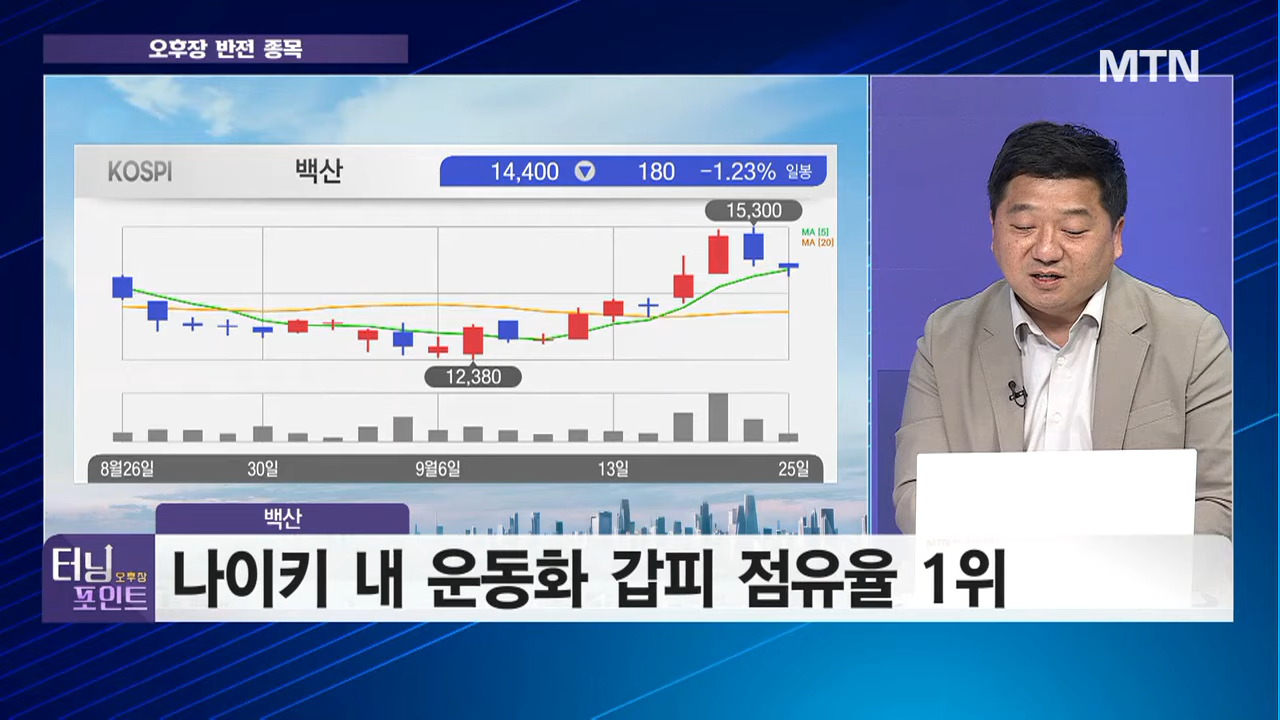 오후장 반전 종목
MTN
KOSPI 백산 14,400 ▼ 180 -1.23% 일봉
15,300
MA [5]
MA [20]
12,380
8월26일 30일 9월6일 13일 25일
백산
터닝 오후장
포인트
나이키 내 운동화 갑피 점유율 1위